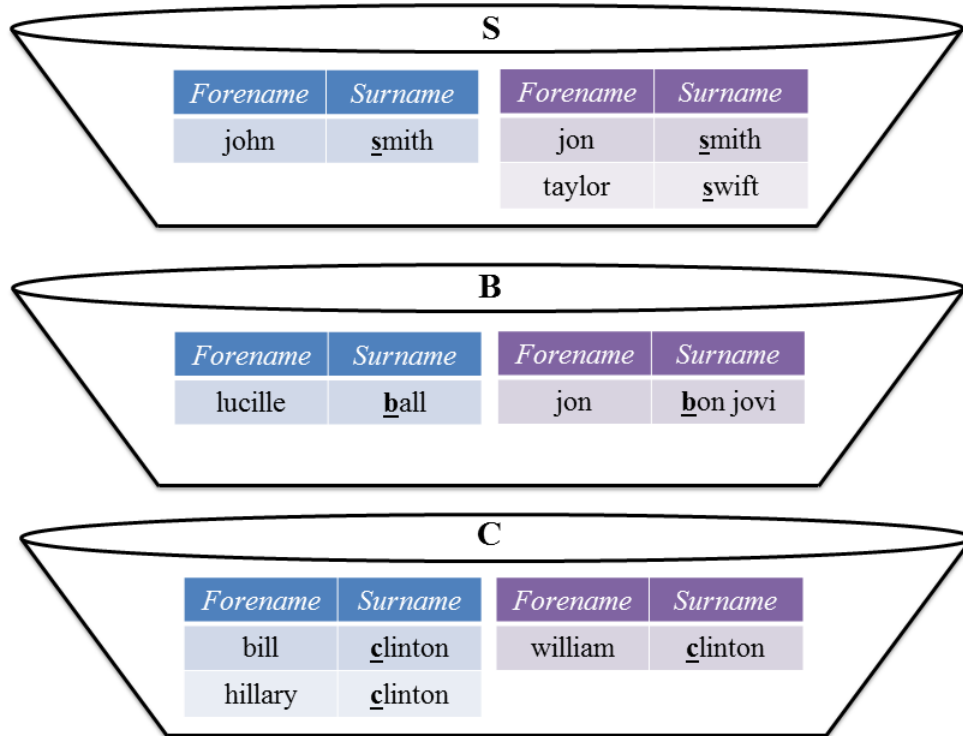 S
Forename Surname Forename Surname
john smith jon smith
taylor swift
B
Forename Surname Forename Surname
lucille ball jon bon jovi
C
Forename Surname Forename Surname
bill clinton william clinton
hillary clinton